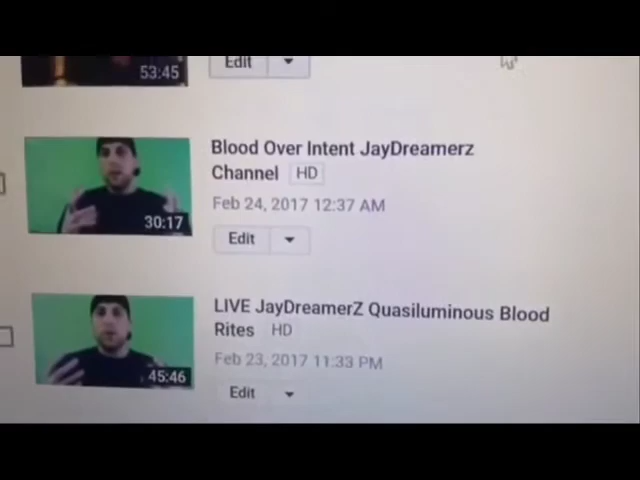 53:45
Edit
Blood Over Intent JayDreamerz
Channel HD
Feb 24, 2017 12:37 AM
30:17
Edit
LIVE JayDreamerZ Quasiluminous Blood
Rites HD
Feb 23, 2017 11:33 PM
45:46
Edit